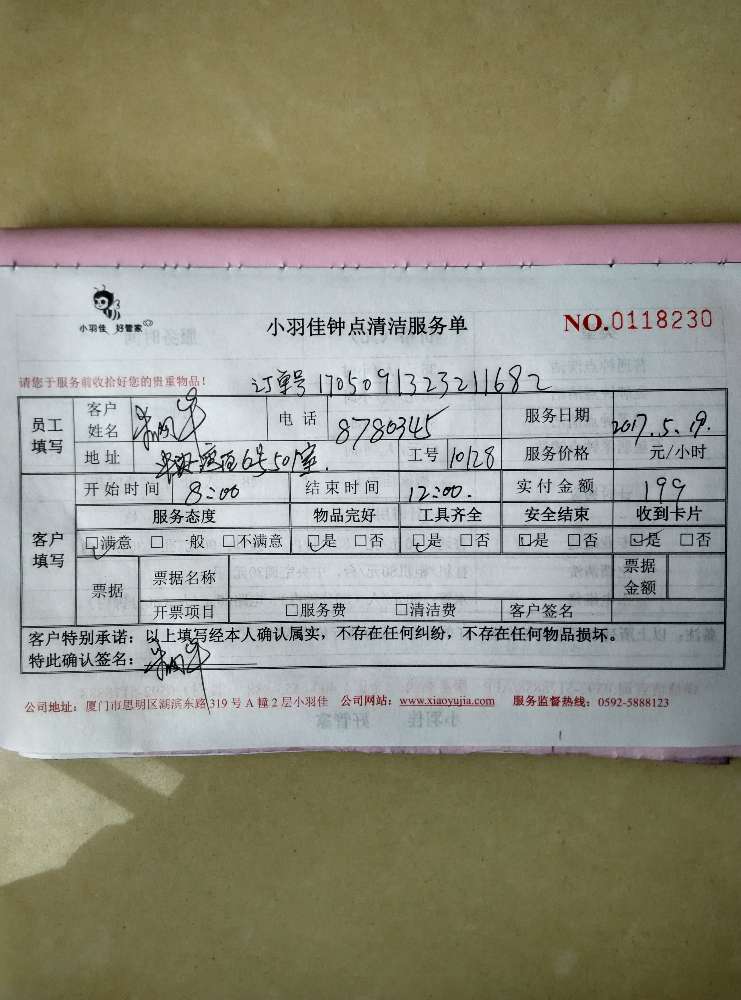 小羽佳 好管家
小羽佳钟点清洁服务单
NO.0118230
请您于服务前收拾好您的贵重物品！
订单号 1705091323211682
员工填写 客户姓名 电话 8780345 服务日期 2017.5.19.
地址 6号501室. 工号 10128 服务价格 元/小时
客户填写 开始时间 8:00 结束时间 12:00. 实付金额 199
服务态度 物品完好 工具齐全 安全结束 收到卡片
□满意 □一般 □不满意 □是 □否 □是 □否 □是 □否 □是 □否
票据 票据名称 票据金额
开票项目 □服务费 □清洁费 客户签名
客户特别承诺：以上填写经本人确认属实，不存在任何纠纷，不存在任何物品损坏。
特此确认签名：
公司地址：厦门市思明区湖滨东路319号A幢2层小羽佳 公司网站：www.xiaoyujia.com 服务监督热线：0592-5888123